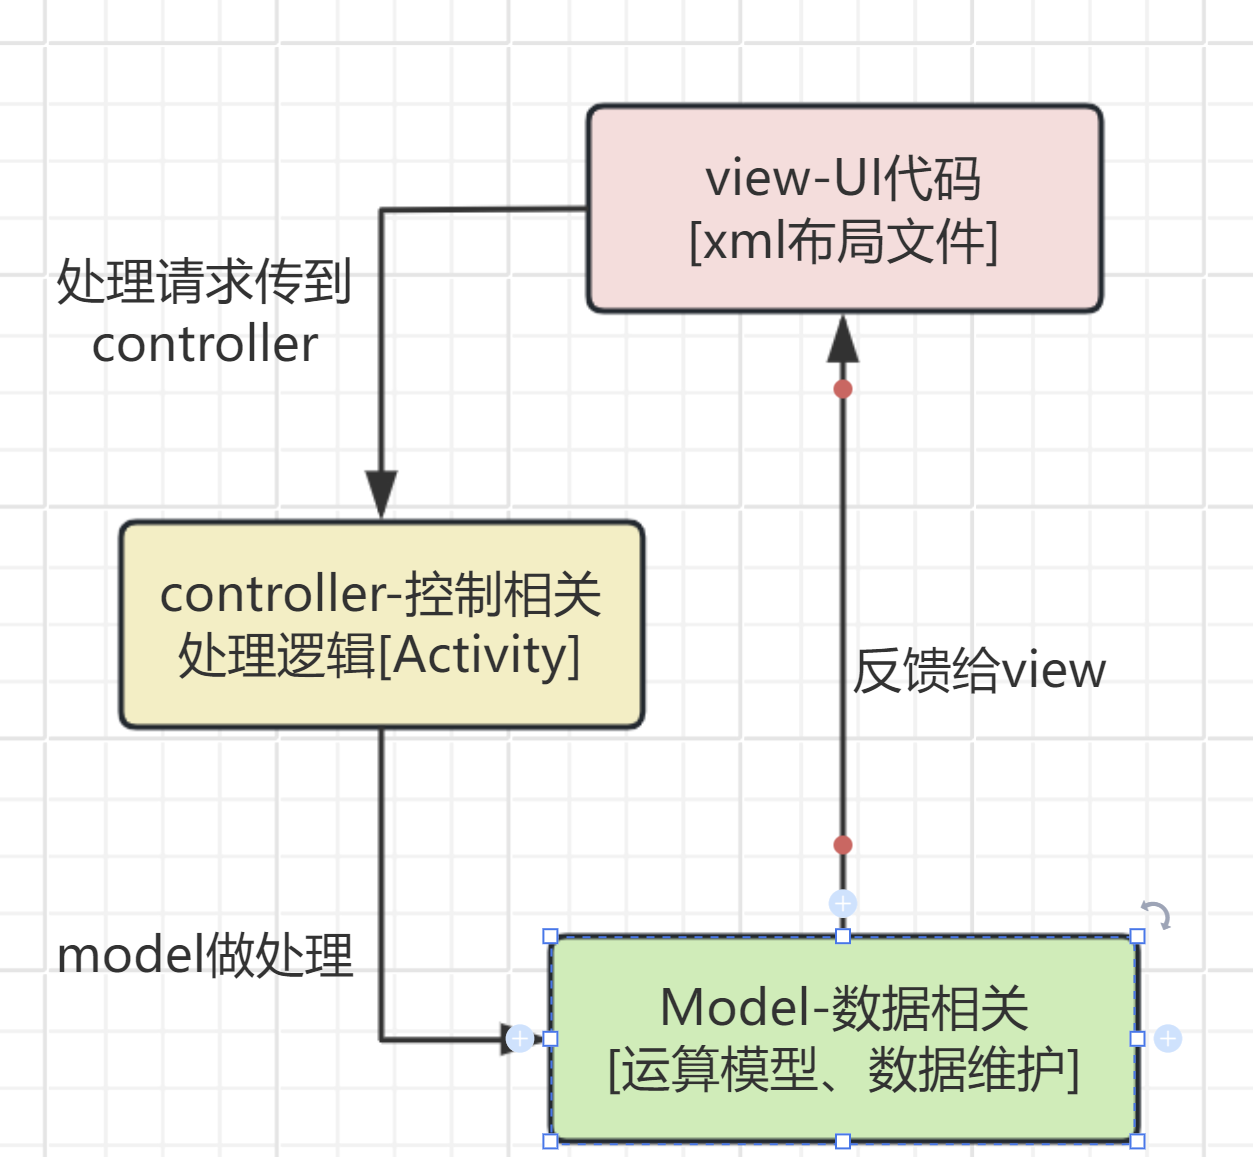 view-UI代码
[xml布局文件]
处理请求传到
controller
controller-控制相关
处理逻辑[Activity]
反馈给view
model做处理
Model-数据相关
[运算模型、数据维护]